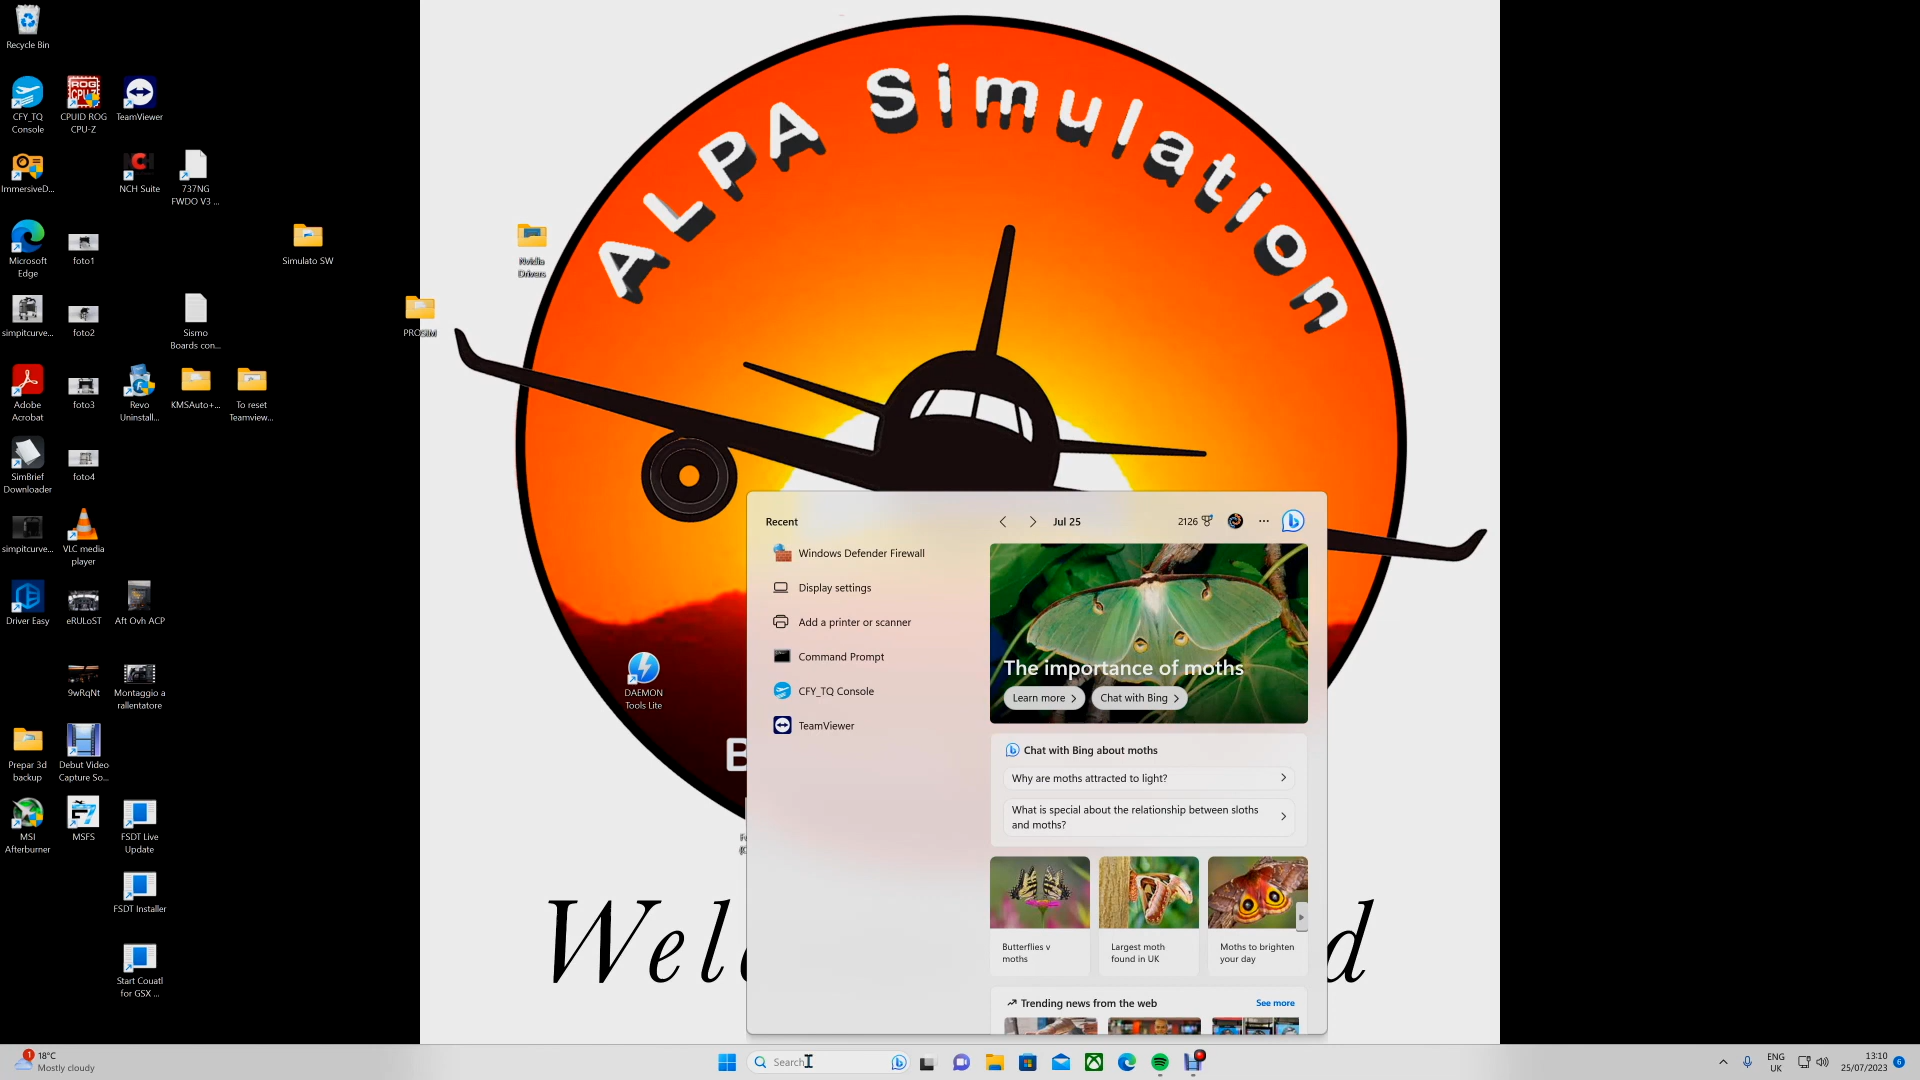 Recycle Bin
CFY_TQ
Console
CPUID ROG
CPU-Z
TeamViewer
ImmersiveD...
NCH Suite
737NG
FWDO V3 ...
Microsoft
Edge
foto1
Simulato SW
Nvidia
Drivers
simpitcurve...
foto2
Sismo
Boards con...
PROSIM
Adobe
Acrobat
foto3
Revo
Uninstall...
KMSAuto+...
To reset
Teamview...
SimBrief
Downloader
foto4
simpitcurve...
VLC media
player
Driver Easy
eRULoST
Aft Ovh ACP
9wRqNt
Montaggio a
rallentatore
DAEMON
Tools Lite
Prepar 3d
backup
Debut Video
Capture So...
MSI
Afterburner
MSFS
FSDT Live
Update
FSDT Installer
Start Couatl
for GSX ...
ALPA Simulation
B
Wel
d
Recent
Jul 25
2126
Windows Defender Firewall
Display settings
Add a printer or scanner
Command Prompt
CFY_TQ Console
TeamViewer
The importance of moths
Learn more
Chat with Bing
Chat with Bing about moths
Why are moths attracted to light?
What is special about the relationship between sloths
and moths?
Butterflies v
moths
Largest moth
found in UK
Moths to brighten
your day
Trending news from the web
See more
1
18°C
Mostly cloudy
Search
ENG
UK
13:10
25/07/2023
6